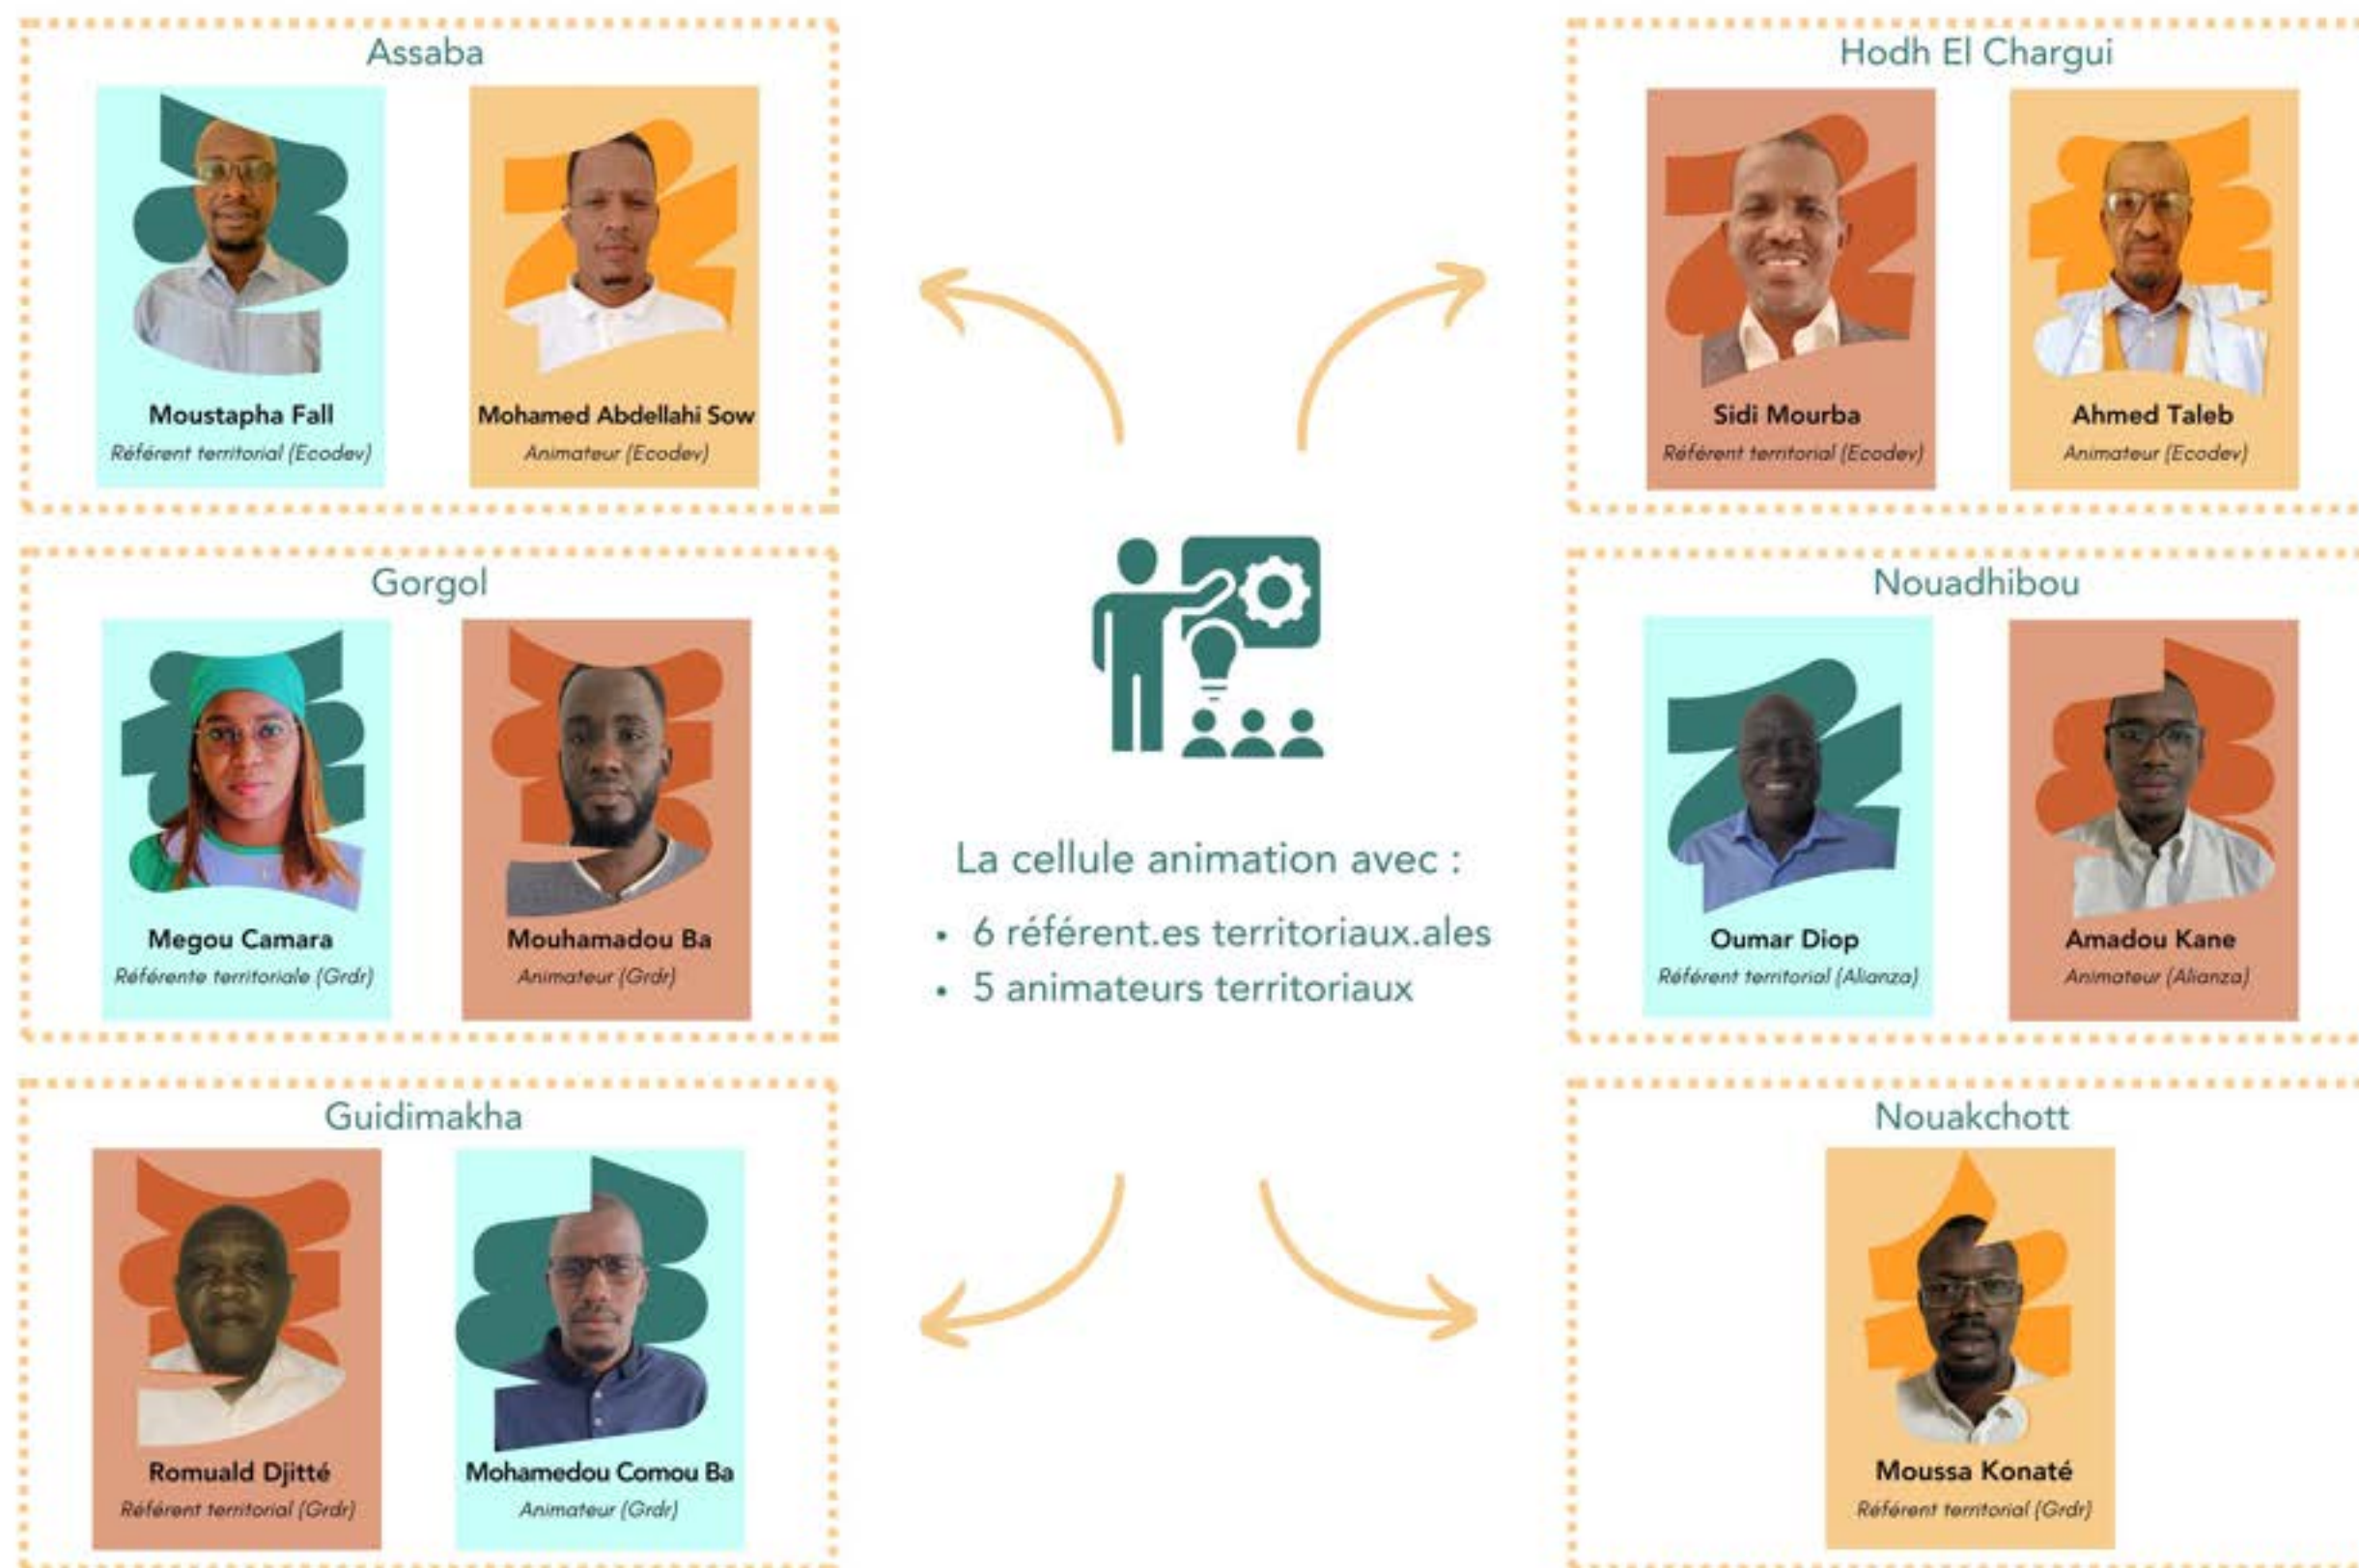 Assaba
Moustapha Fall
Référent territorial (Ecodev)
Mohamed Abdellahi Sow
Animateur (Ecodev)
Hodh El Chargui
Sidi Mourba
Référent territorial (Ecodev)
Ahmed Taleb
Animateur (Ecodev)
Gorgol
Megou Camara
Référente territoriale (Grdr)
Mouhamadou Ba
Animateur (Grdr)
La cellule animation avec :
• 6 référent.es territoriaux.ales
• 5 animateurs territoriaux
Nouadhibou
Oumar Diop
Référent territorial (Alianza)
Amadou Kane
Animateur (Alianza)
Guidimakha
Romuald Djitté
Référent territorial (Grdr)
Mohamedou Comou Ba
Animateur (Grdr)
Nouakchott
Moussa Konaté
Référent territorial (Grdr)